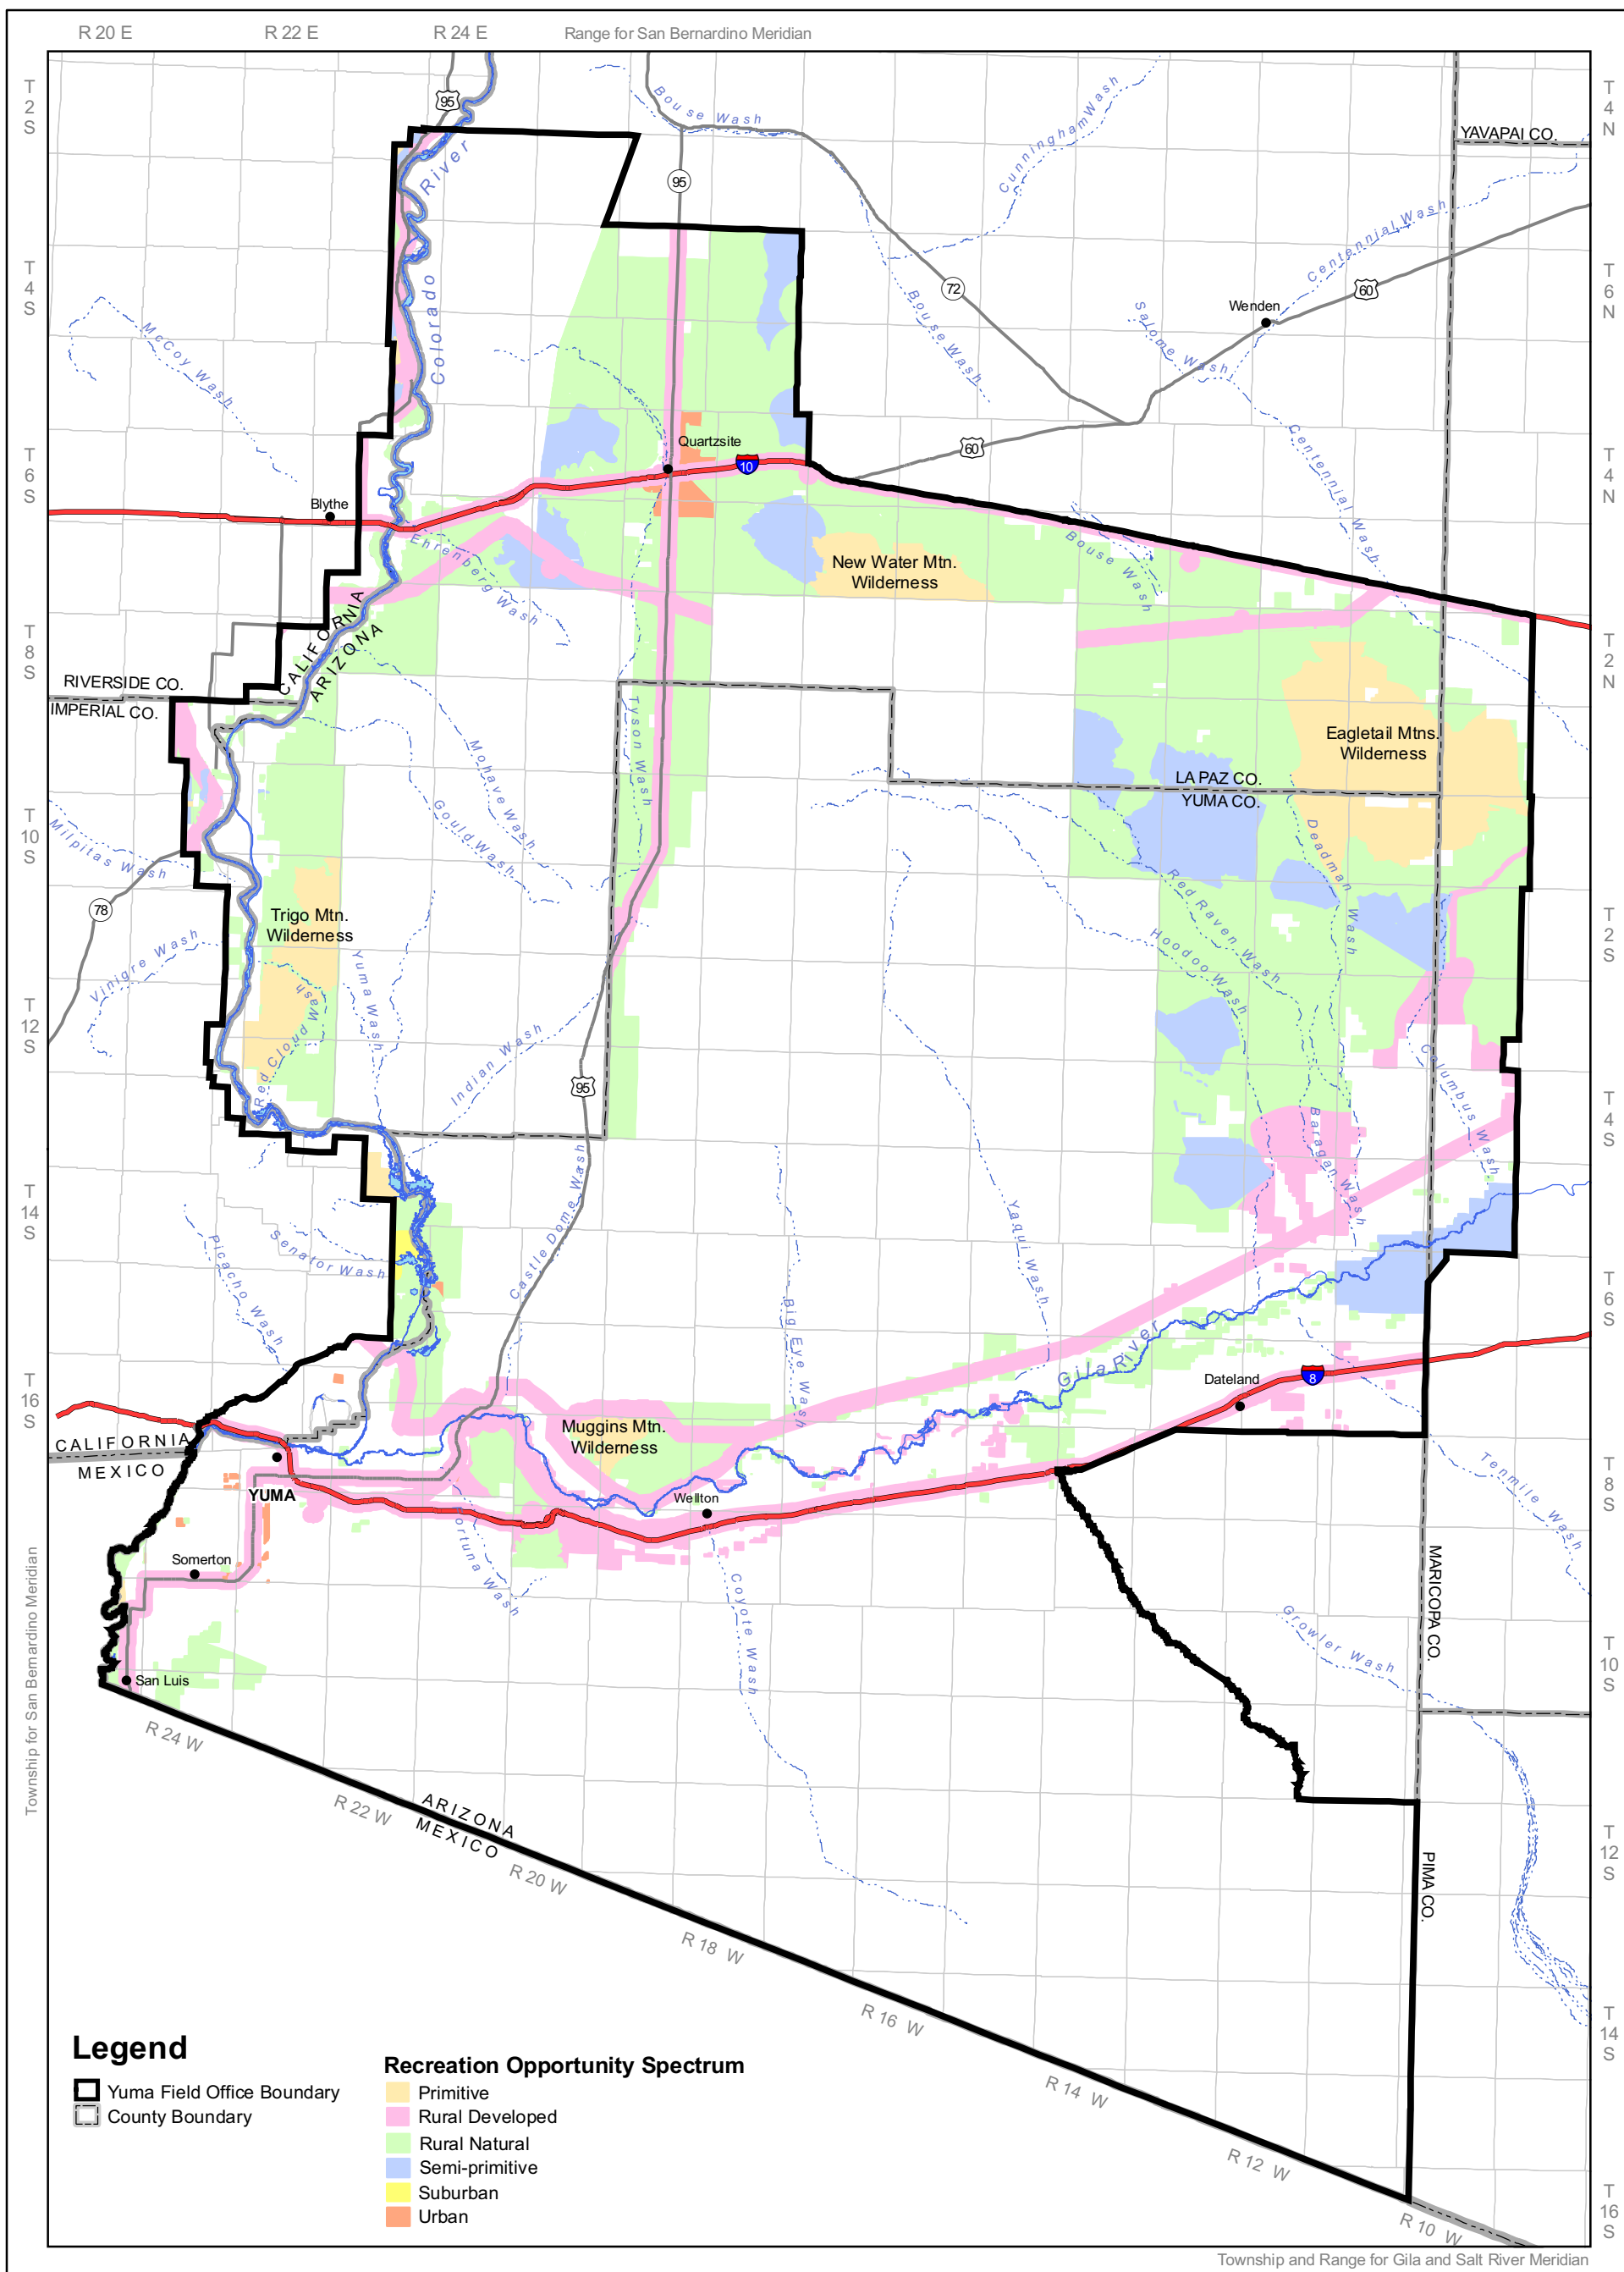 R 20 E
R 22 E
R 24 E
Range for San Bernardino Meridian
T
2
S
T
4
N
95
Bouse Wash
Cunningham Wash
YAVAPAI CO.
River
95
Centennial Wash
T
4
S
T
6
N
Colorado
72
60
Wenden
McCoy Wash
Bouse Wash
Salome Wash
T
6
S
T
4
N
Quartzsite
10
60
Centennial Wash
Blythe
Ehrenberg Wash
New Water Mtn.
Wilderness
Bouse Wash
T
8
S
T
2
N
CALIFORNIA
ARIZONA
RIVERSIDE CO.
IMPERIAL CO.
Tyson Wash
Mohave Wash
Gould Wash
Eagletail Mtns.
Wilderness
LA PAZ CO.
YUMA CO.
T
10
S
Milpitas Wash
Deadman Wash
Red Raven Wash
Hoodoo Wash
78
Trigo Mtn.
Wilderness
T
2
S
Vinigre Wash
Yuma Wash
Red Cloud Wash
T
12
S
Indian Wash
95
Columbus Wash
T
4
S
Baragan Wash
T
14
S
Picacho Wash
Senator Wash
Castle Dome Wash
Yaqui Wash
Big Eye Wash
T
6
S
Gila River
Dateland
8
T
16
S
Muggins Mtn.
Wilderness
CALIFORNIA
MEXICO
Tenmile Wash
T
8
S
YUMA
Wellton
Somerton
Fortuna Wash
Coyote Wash
MARICOPA CO.
Growler Wash
T
10
S
Township for San Bernardino Meridian
San Luis
R 24 W
R 22 W
ARIZONA
MEXICO
R 20 W
PIMA CO.
T
12
S
R 18 W
R 16 W
T
14
S
R 14 W
R 12 W
T
16
S
R 10 W
Legend
Yuma Field Office Boundary
County Boundary
Recreation Opportunity Spectrum
Primitive
Rural Developed
Rural Natural
Semi-primitive
Suburban
Urban
Township and Range for Gila and Salt River Meridian